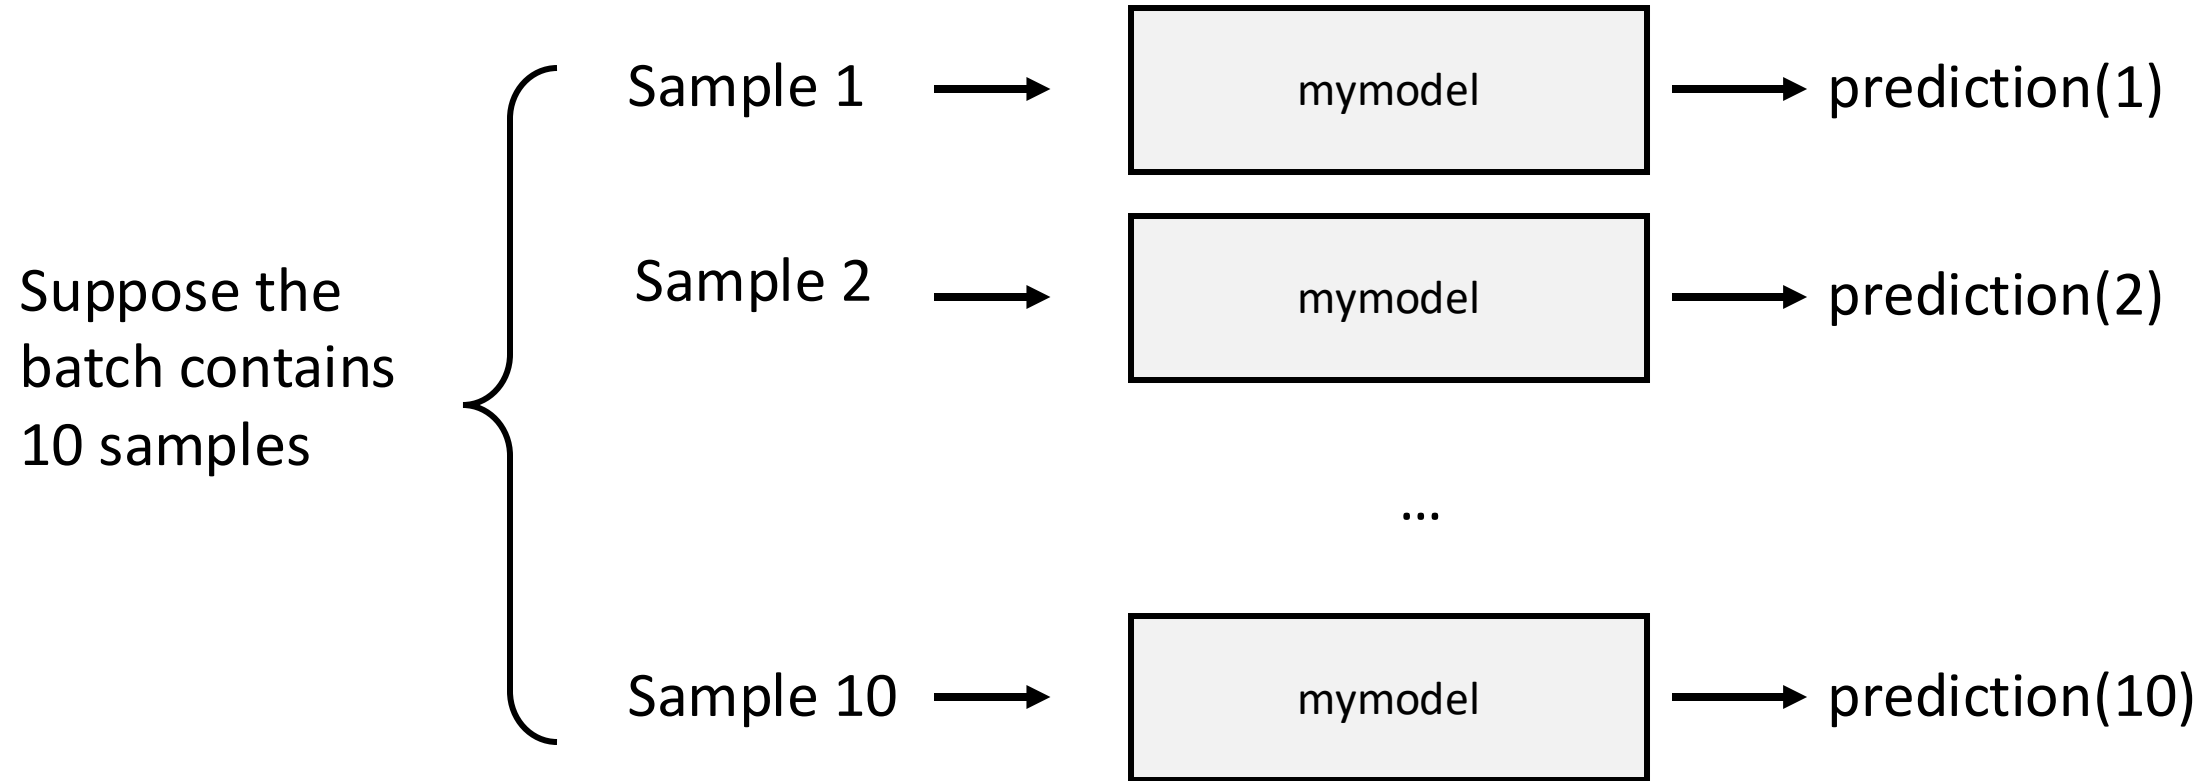 Sample 1
mymodel
prediction(1)
Suppose the
batch contains
10 samples
Sample 2
mymodel
prediction(2)
...
Sample 10
mymodel
prediction(10)